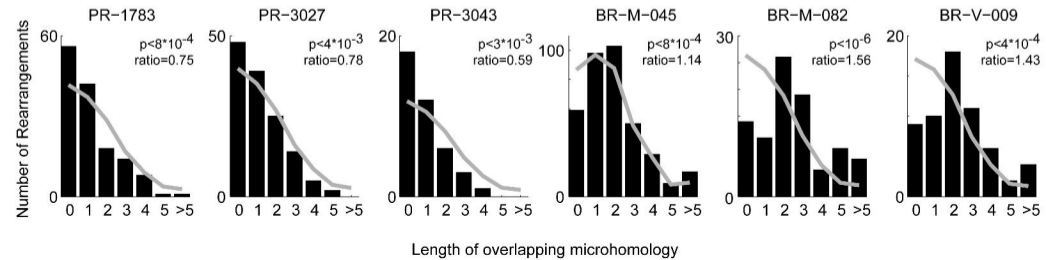 PR−1783
PR−3027
PR−3043
BR−M−045
BR−M−082
BR−V−009
Number of Rearrangements
60
0
p<8*10^-4
ratio=0.75
0 1 2 3 4 5 >5
50
0
p<4*10^-3
ratio=0.78
0 1 2 3 4 5 >5
20
0
p<3*10^-3
ratio=0.59
0 1 2 3 4 5 >5
100
0
p<8*10^-4
ratio=1.14
0 1 2 3 4 5 >5
30
0
p<10^-6
ratio=1.56
0 1 2 3 4 5 >5
20
0
p<4*10^-4
ratio=1.43
0 1 2 3 4 5 >5
Length of overlapping microhomology